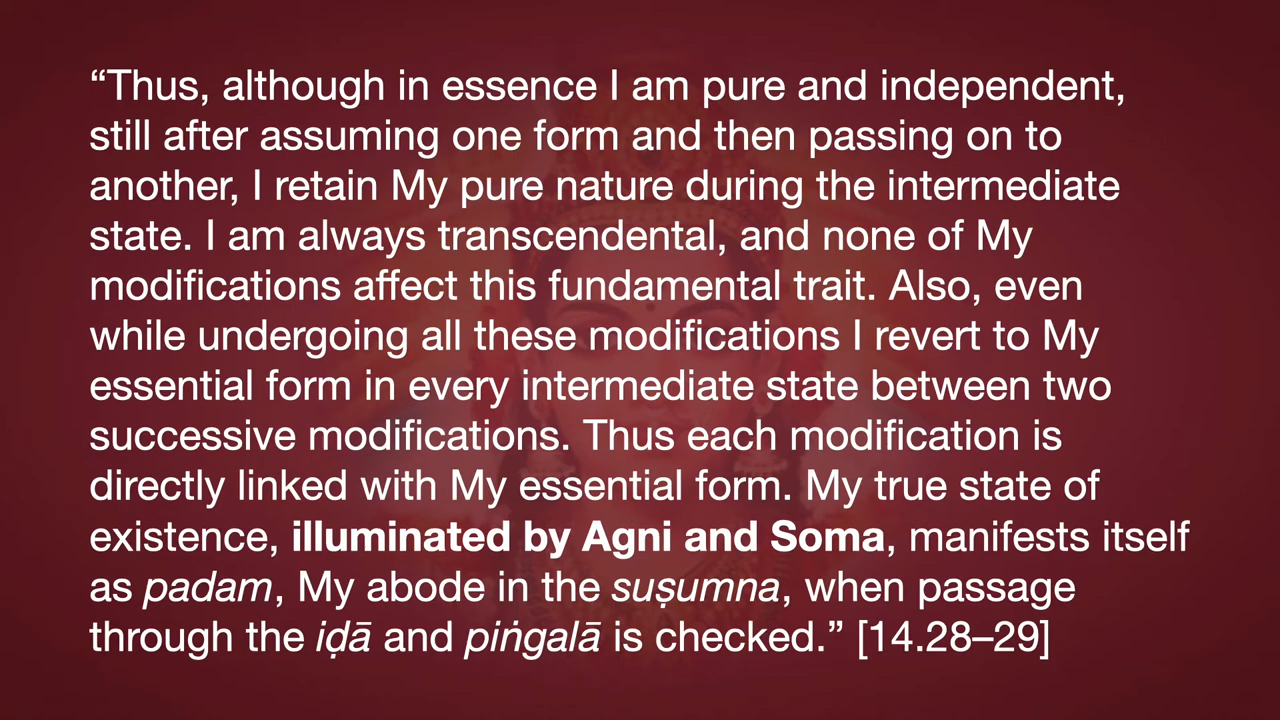 “Thus, although in essence I am pure and independent,
still after assuming one form and then passing on to
another, I retain My pure nature during the intermediate
state. I am always transcendental, and none of My
modifications affect this fundamental trait. Also, even
while undergoing all these modifications I revert to My
essential form in every intermediate state between two
successive modifications. Thus each modification is
directly linked with My essential form. My true state of
existence, illuminated by Agni and Soma, manifests itself
as padam, My abode in the suṣumna, when passage
through the iḍā and piṅgalā is checked.” [14.28–29]